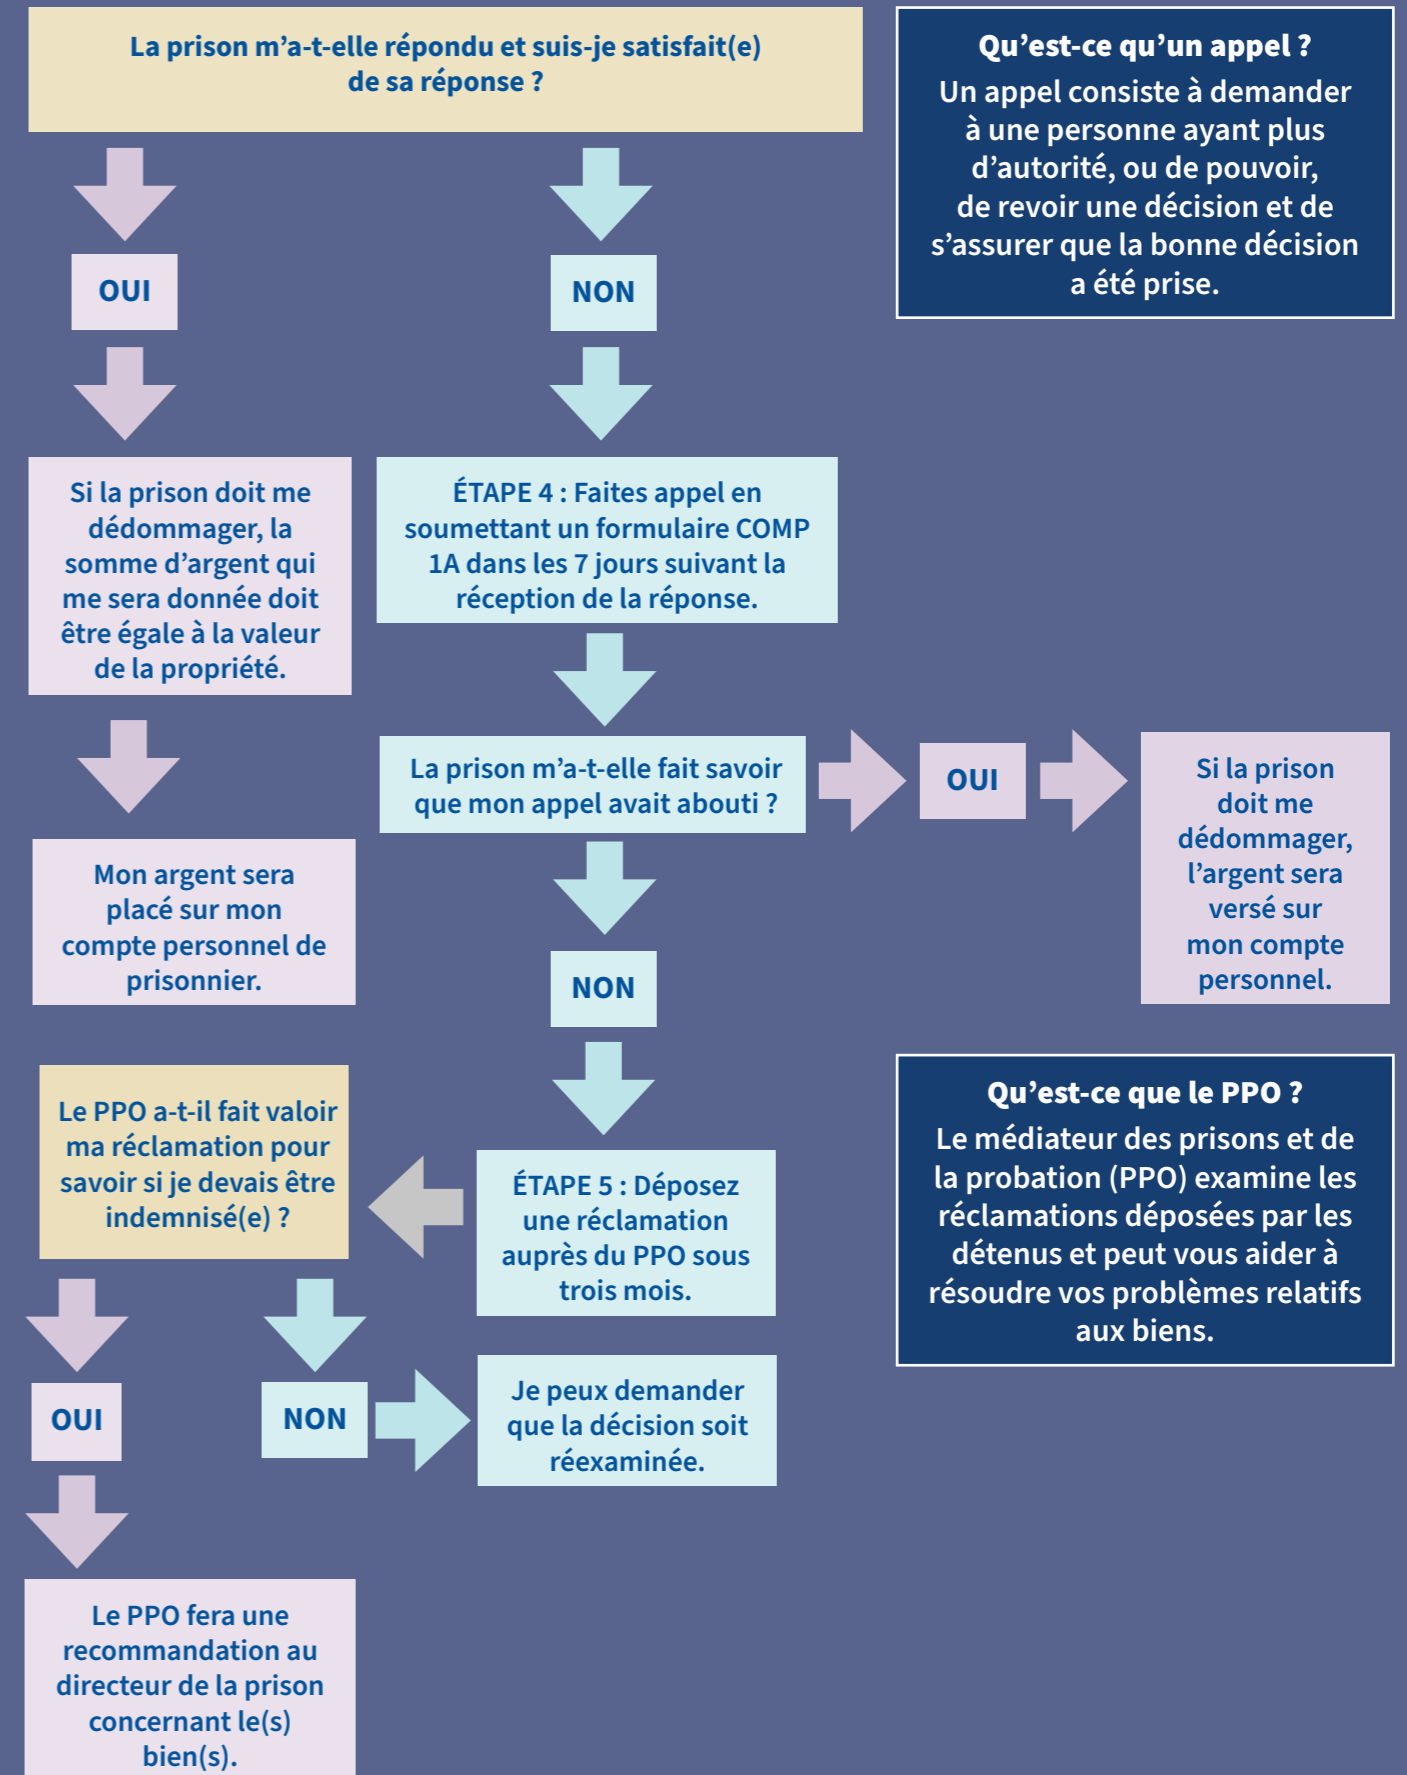 La prison m’a-t-elle répondu et suis-je satisfait(e)
de sa réponse ?
Qu’est-ce qu’un appel ?
Un appel consiste à demander
à une personne ayant plus
d’autorité, ou de pouvoir,
de revoir une décision et de
s’assurer que la bonne décision
a été prise.
OUI
NON
Si la prison doit me
dédommager, la
somme d’argent qui
me sera donnée doit
être égale à la valeur
de la propriété.
ÉTAPE 4 : Faites appel en
soumettant un formulaire COMP
1A dans les 7 jours suivant la
réception de la réponse.
La prison m’a-t-elle fait savoir
que mon appel avait abouti ?
OUI
Si la prison
doit me
dédommager,
l’argent sera
versé sur
mon compte
personnel.
Mon argent sera
placé sur mon
compte personnel de
prisonnier.
NON
Le PPO a-t-il fait valoir
ma réclamation pour
savoir si je devais être
indemnisé(e) ?
ÉTAPE 5 : Déposez
une réclamation
auprès du PPO sous
trois mois.
Qu’est-ce que le PPO ?
Le médiateur des prisons et de
la probation (PPO) examine les
réclamations déposées par les
détenus et peut vous aider à
résoudre vos problèmes relatifs
aux biens.
OUI
NON
Je peux demander
que la décision soit
réexaminée.
Le PPO fera une
recommandation au
directeur de la prison
concernant le(s)
bien(s).